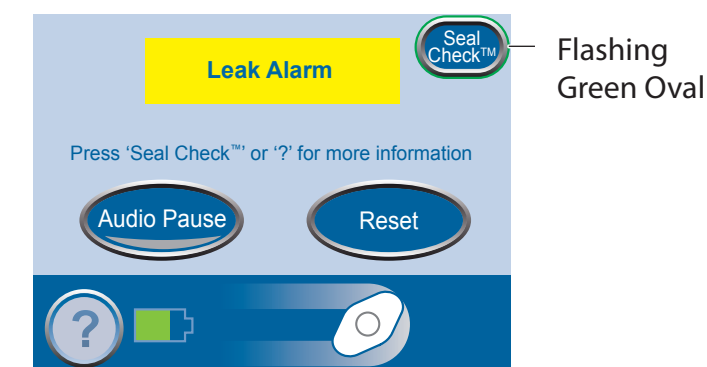 Seal
Check™
Leak Alarm
Flashing
Green Oval
Press ‘Seal Check™’ or ‘?’ for more information
Audio Pause
Reset
?